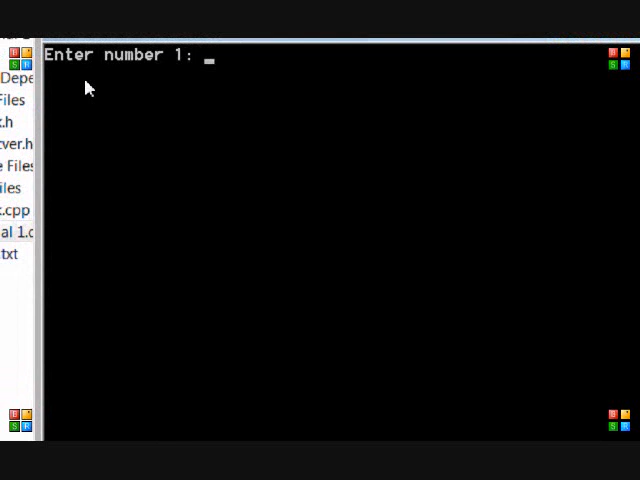 Enter number 1: _
Depe
Files
.h
ver.h
e Files
iles
.cpp
al 1.c
.txt